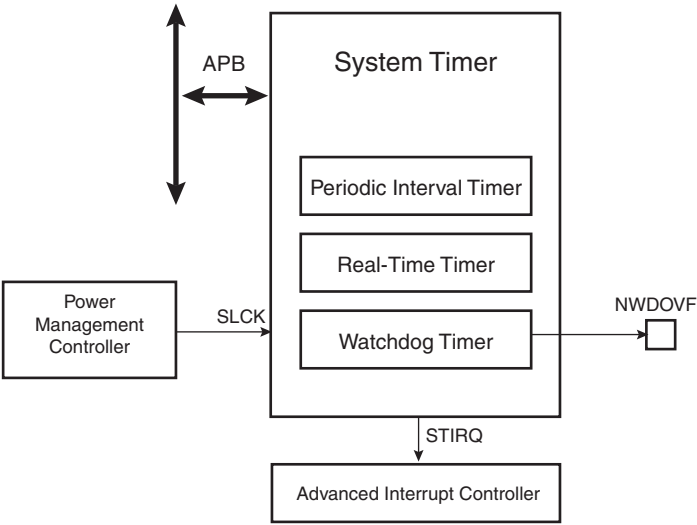 APB
System Timer
Periodic Interval Timer
Real-Time Timer
Power
Management
Controller
SLCK
Watchdog Timer
NWDOVF
STIRQ
Advanced Interrupt Controller